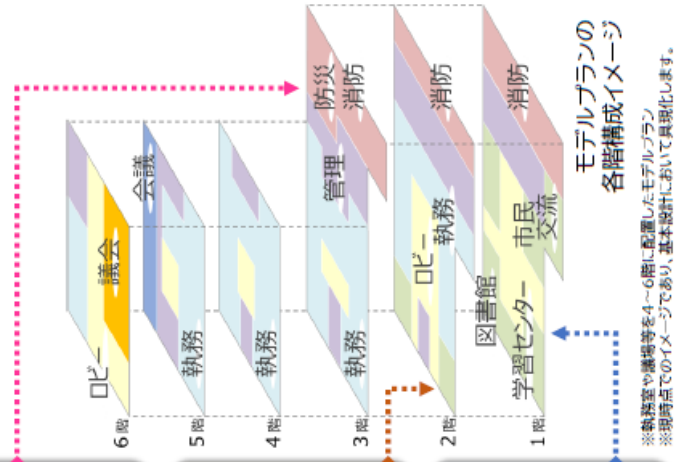 ロビー
議会
6階
会議
執務
5階
執務
4階
防災
消防
管理
執務
3階
消防
ロビー
執務
2階
消防
図書館
市民
交流
学習センター
1階
モデルプランの
各階構成イメージ
※執務室や議場等を4～6階に配置したモデルプラン
※現時点でのイメージであり、基本設計において具現化します。